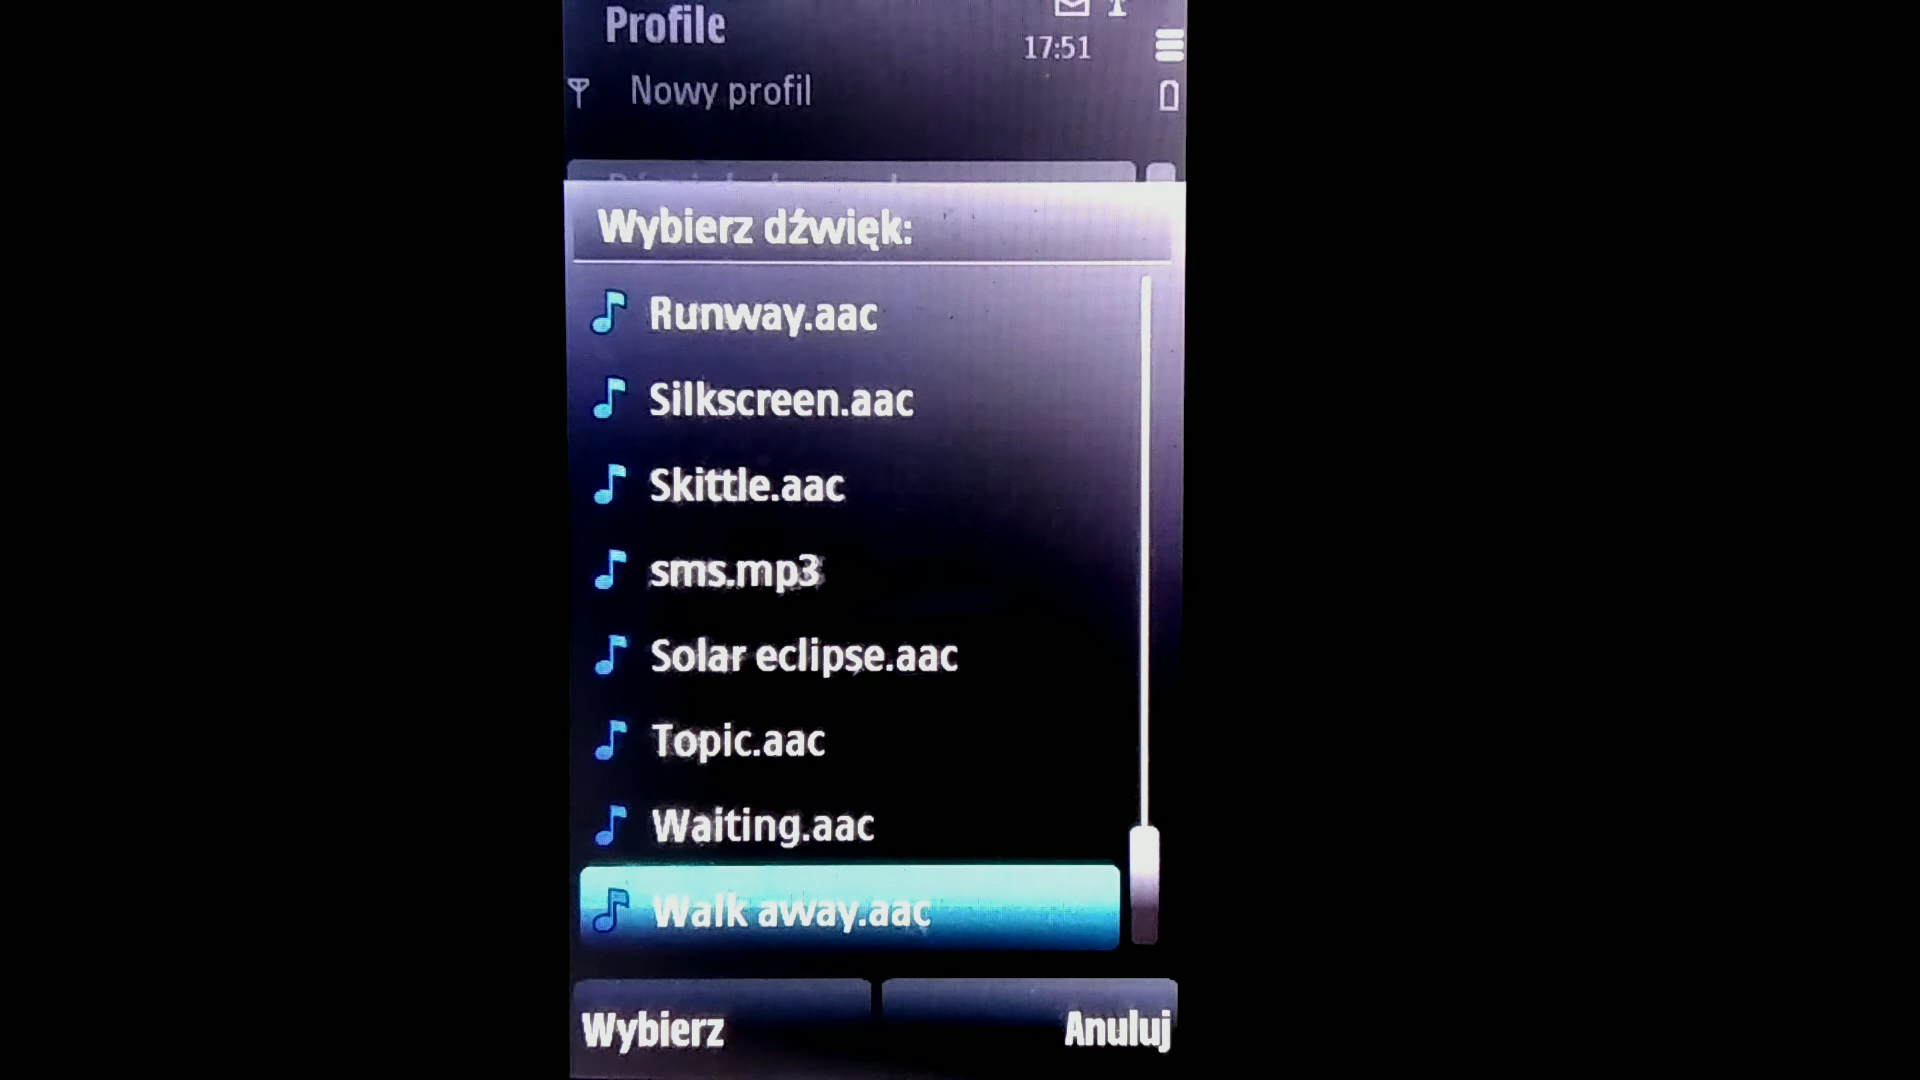 Profile
17:51
Nowy profil
Wybierz dźwięk:
Runway.aac
Silkscreen.aac
Skittle.aac
sms.mp3
Solar eclipse.aac
Topic.aac
Waiting.aac
Walk away.aac
Wybierz
Anuluj